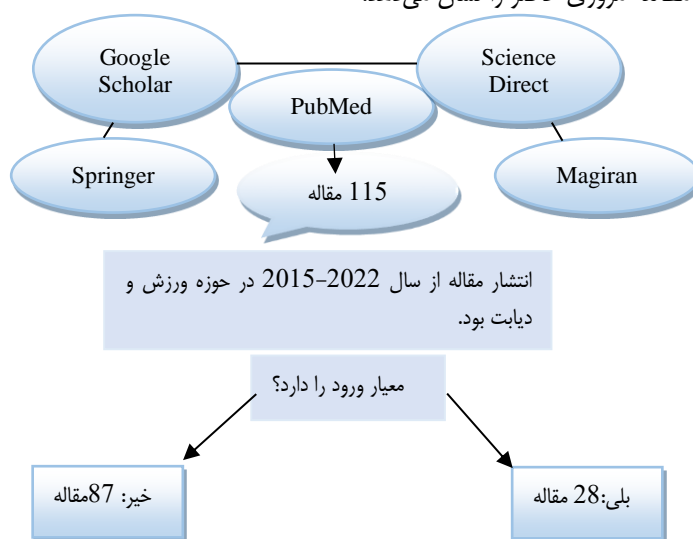 Google
Scholar
Science
Direct
PubMed
Springer
115 مقاله
Magiran
انتشار مقاله از سال 2022-2015 در حوزه ورزش و
دیابت بود.
معیار ورود را دارد؟
خیر: 87مقاله
بلی:28 مقاله